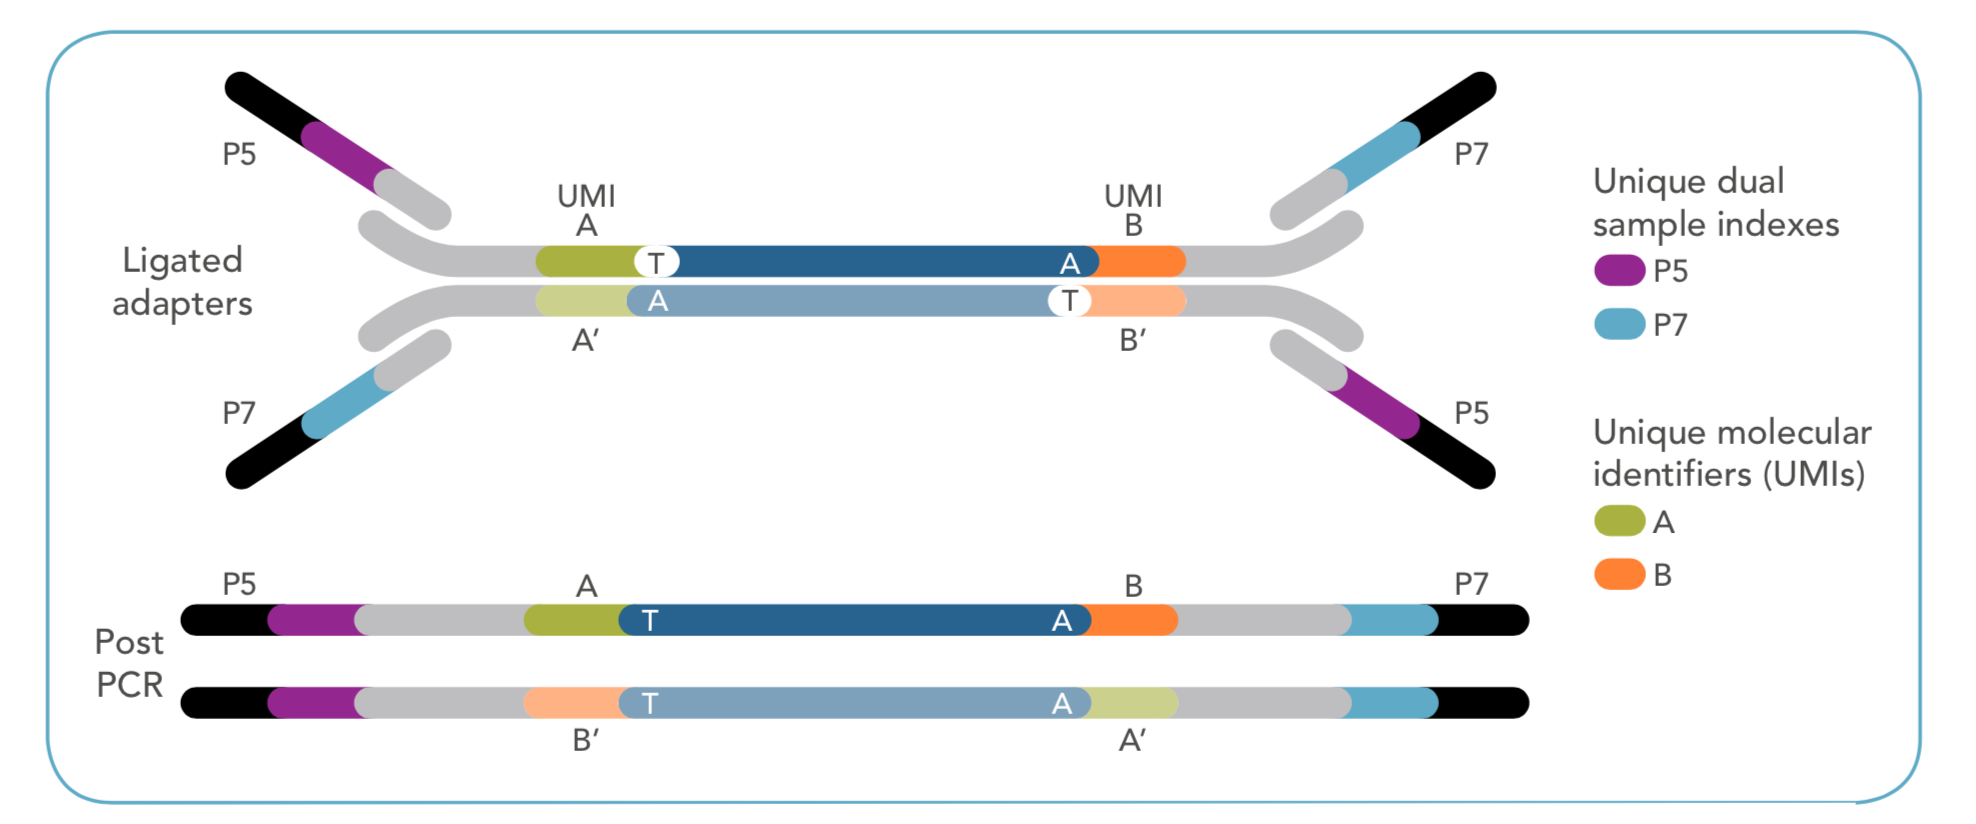 P5
P7
UMI
A
UMI
B
Ligated
adapters
T
A
A
T
A′
B′
P7
P5
Unique dual
sample indexes
P5
P7
Unique molecular
identifiers (UMIs)
A
B
P5
A
B
P7
Post
PCR
T
A
T
A
B′
A′